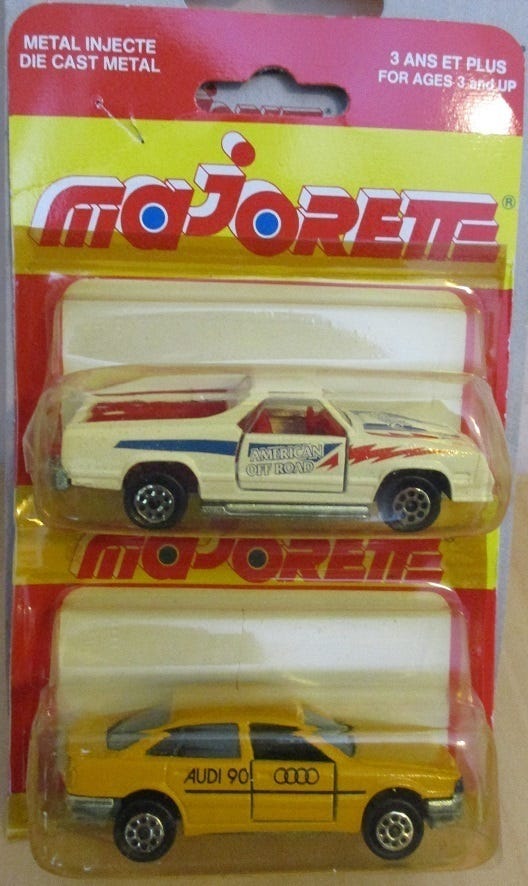 METAL INJECTE
DIE CAST METAL
3 ANS ET PLUS
FOR AGES 3 and UP
majORETTE®
AMERICAN
OFF ROAD
majORETTE
AUDI 90